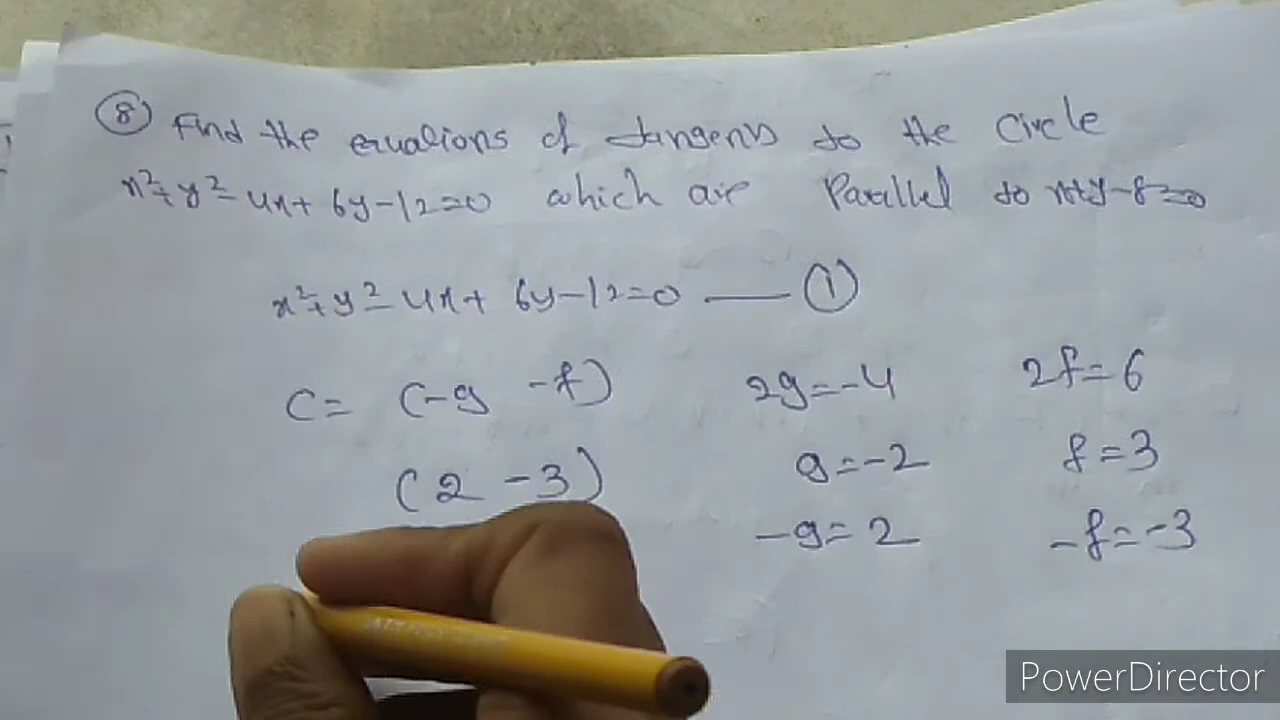 ⑧ Find the equations of tangents to the circle
x²+y²-4x+6y-12=0 which are Parallel to x+y-8=0
x²+y²-4x+6y-12=0 —— ①
C= (-g -f) 2g=-4 2f=6
(2 -3) g=-2 f=3
-g=2 -f=-3
PowerDirector